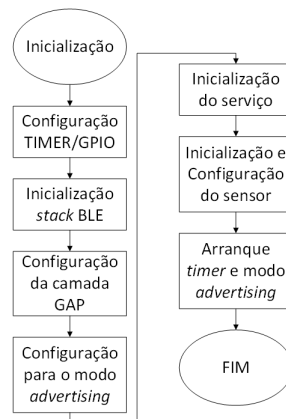 Inicialização
Configuração
TIMER/GPIO
Inicialização
stack BLE
Configuração
da camada
GAP
Configuração
para o modo
advertising
Inicialização
do serviço
Inicialização e
Configuração
do sensor
Arranque
timer e modo
advertising
FIM